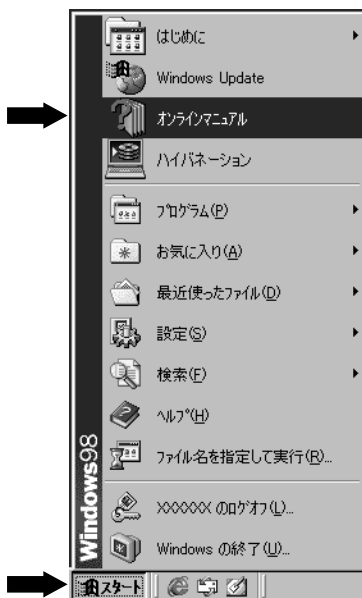 はじめに
Windows Update
オンラインマニュアル
ハイバネーション
プログラム(P)
お気に入り(A)
最近使ったファイル(D)
設定(S)
検索(F)
ヘルプ(H)
ファイル名を指定して実行(R)...
XXXXXXX のログオフ(L)...
Windows の終了(U)...
Windows98
スタート